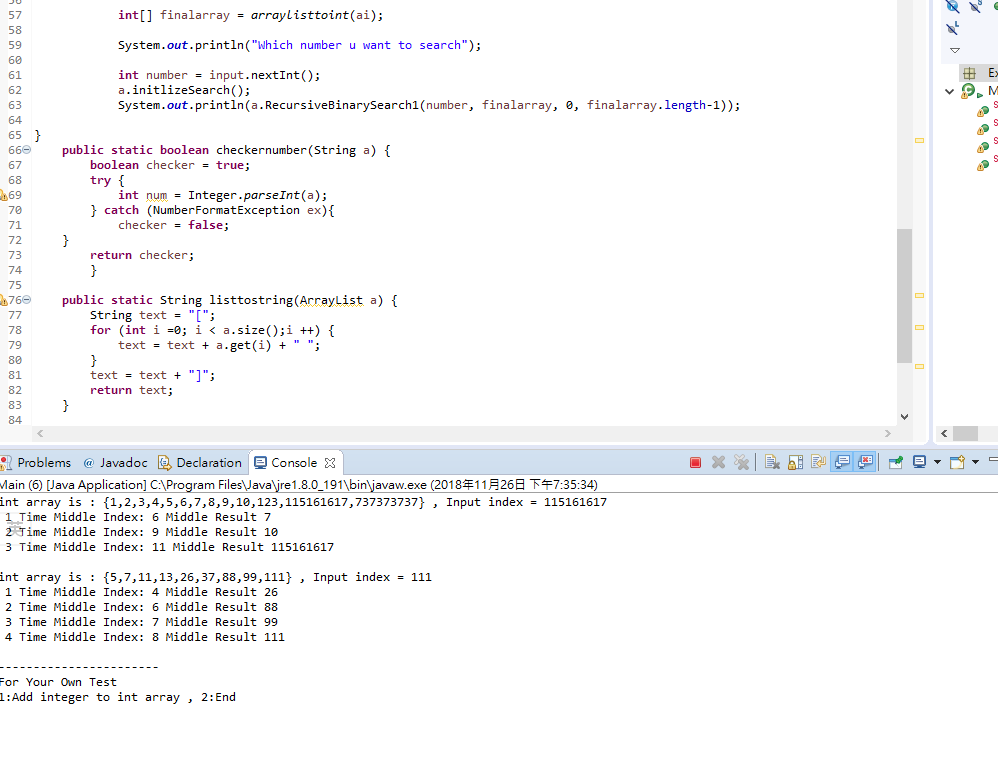 57 int[] finalarray = arraylisttoint(ai);
58
59 System.out.println("Which number u want to search");
60
61 int number = input.nextInt();
62 a.initlizeSearch();
63 System.out.println(a.RecursiveBinarySearch1(number, finalarray, 0, finalarray.length-1));
64
65 }
66 public static boolean checkernumber(String a) {
67 boolean checker = true;
68 try {
69 int num = Integer.parseInt(a);
70 } catch (NumberFormatException ex){
71 checker = false;
72 }
73 return checker;
74 }
75
76 public static String listtostring(ArrayList a) {
77 String text = "[";
78 for (int i =0; i < a.size();i ++) {
79 text = text + a.get(i) + " ";
80 }
81 text = text + "]";
82 return text;
83 }
84
Problems @ Javadoc Declaration Console
Main (6) [Java Application] C:\Program Files\Java\jre1.8.0_191\bin\javaw.exe (2018年11月26日 下午7:35:34)
int array is : {1,2,3,4,5,6,7,8,9,10,123,115161617,737373737} , Input index = 115161617
1 Time Middle Index: 6 Middle Result 7
2 Time Middle Index: 9 Middle Result 10
3 Time Middle Index: 11 Middle Result 115161617
int array is : {5,7,11,13,26,37,88,99,111} , Input index = 111
1 Time Middle Index: 4 Middle Result 26
2 Time Middle Index: 6 Middle Result 88
3 Time Middle Index: 7 Middle Result 99
4 Time Middle Index: 8 Middle Result 111
-----------------------
For Your Own Test
1:Add integer to int array , 2:End
英